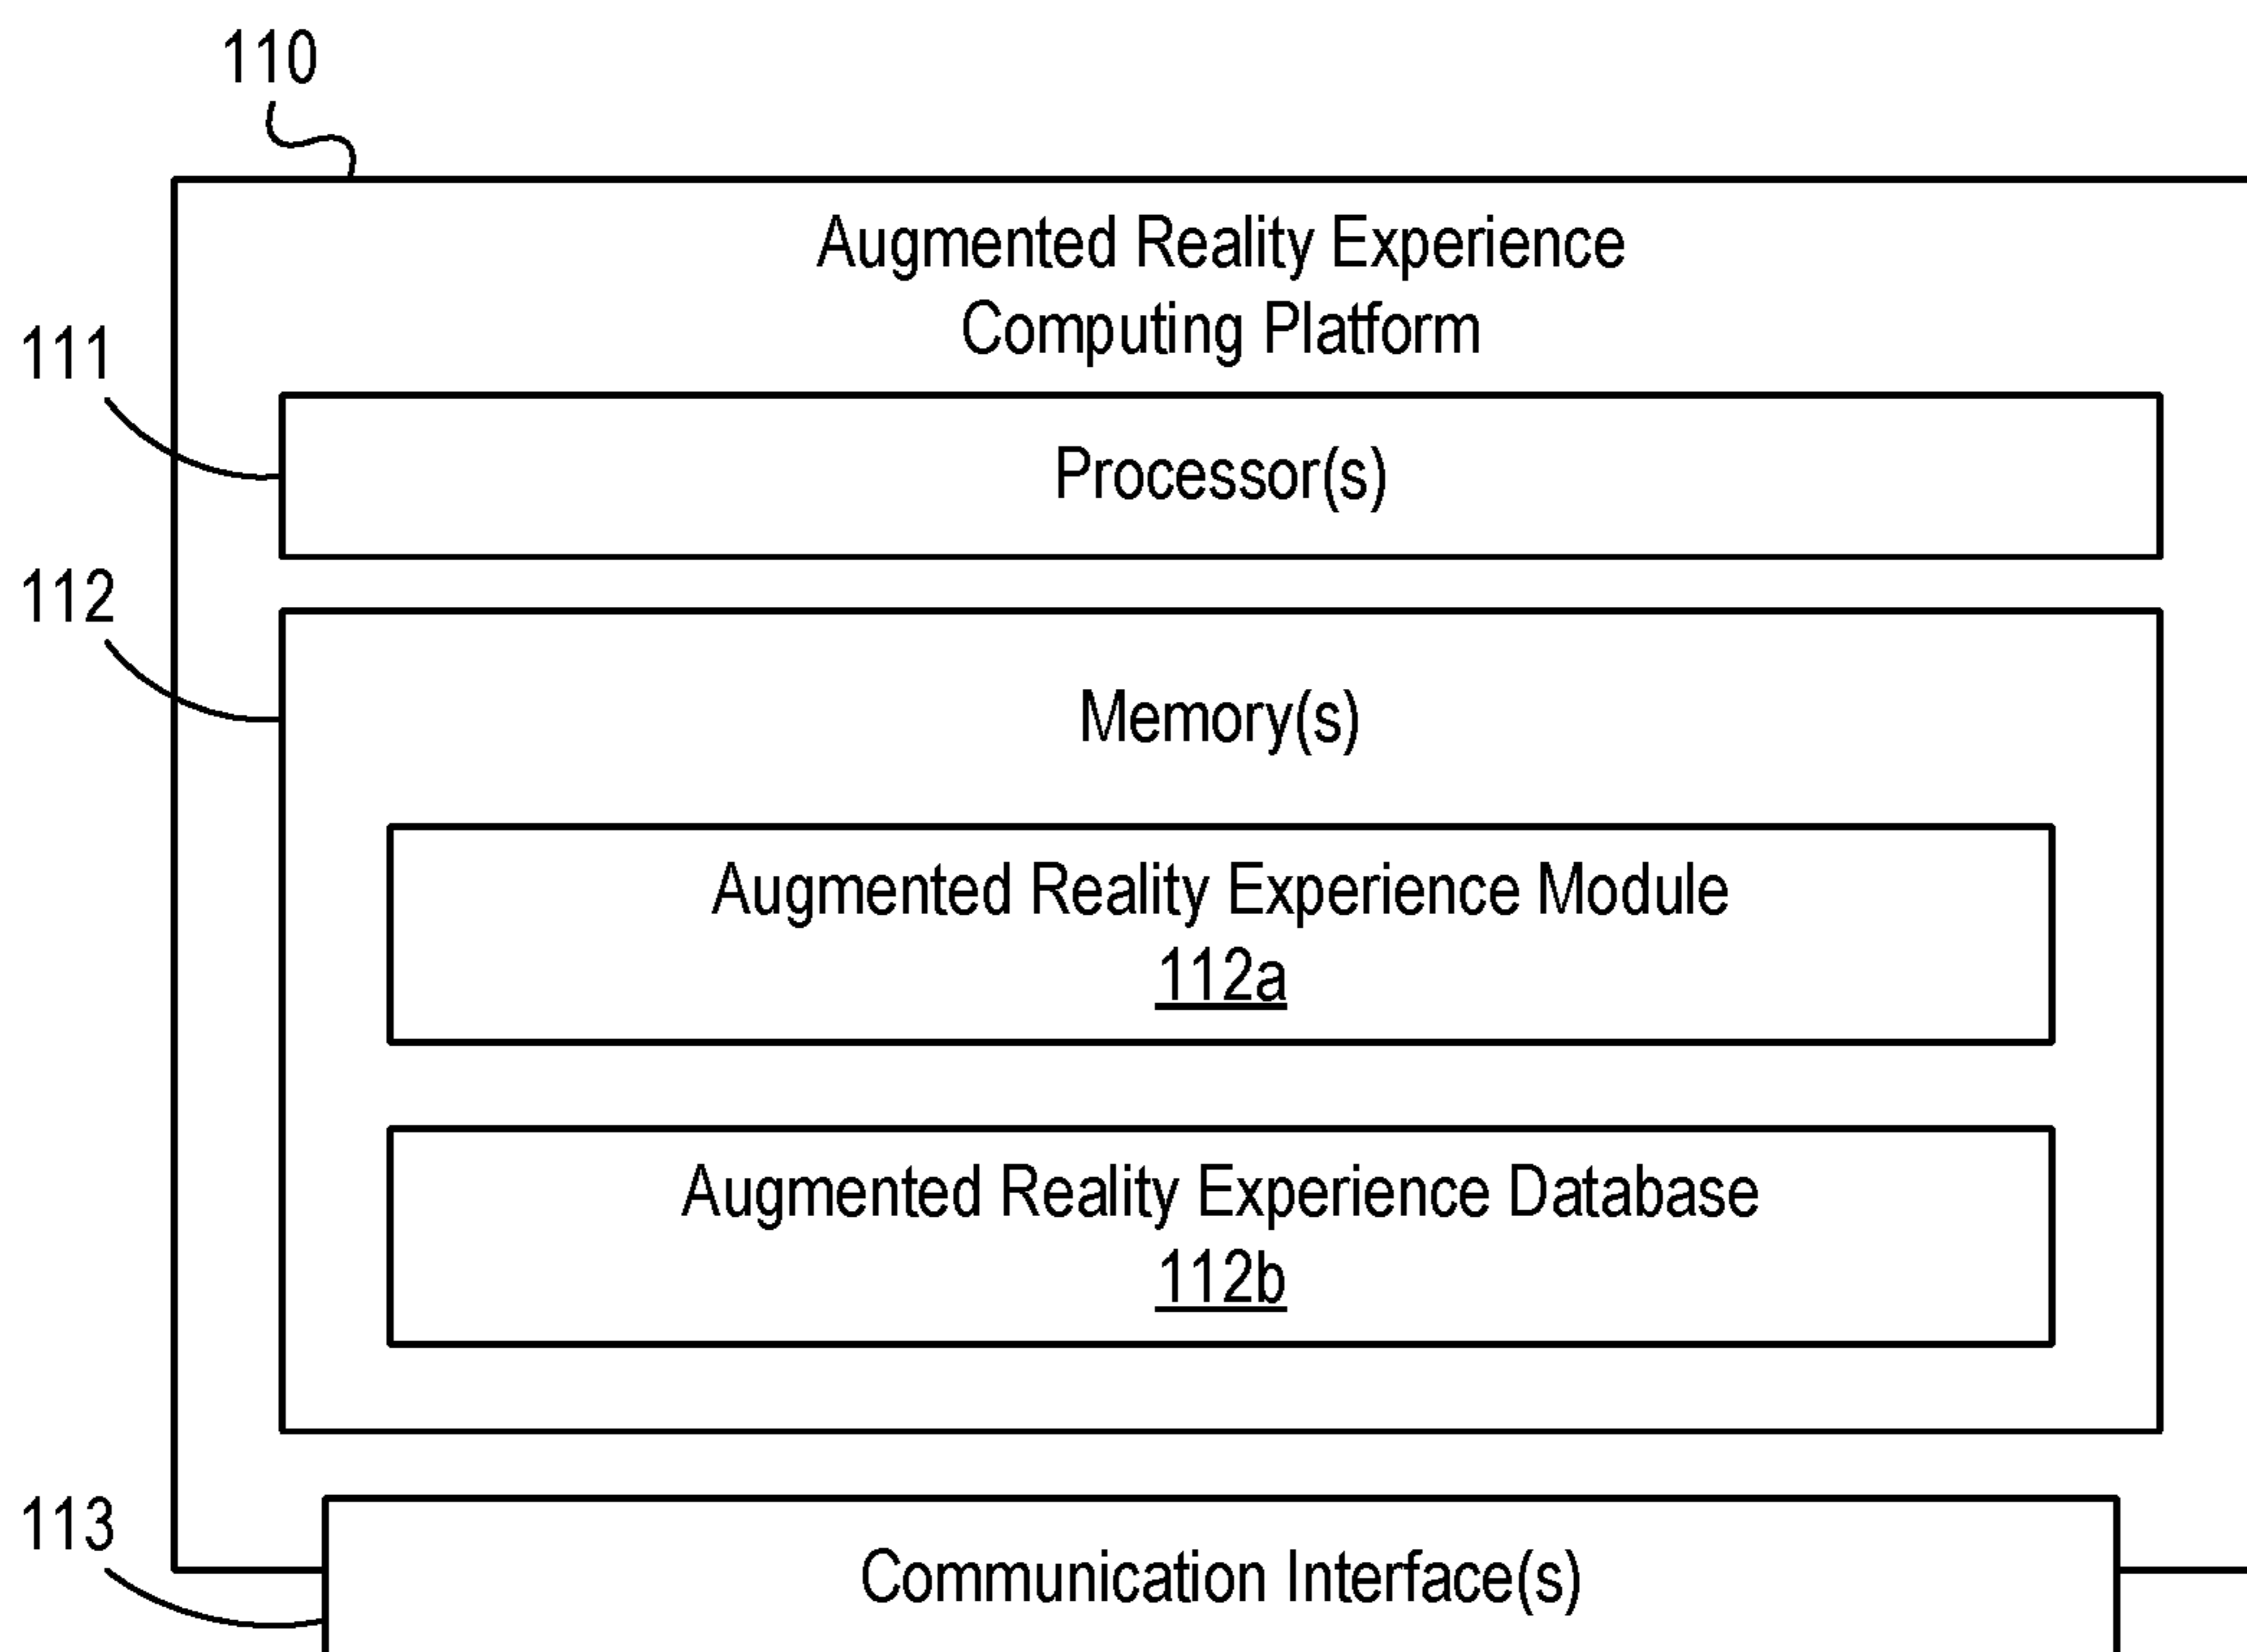 110
Augmented Reality Experience
Computing Platform
111
Processor(s)
112
Memory(s)
Augmented Reality Experience Module
112a
Augmented Reality Experience Database
112b
113
Communication Interface(s)